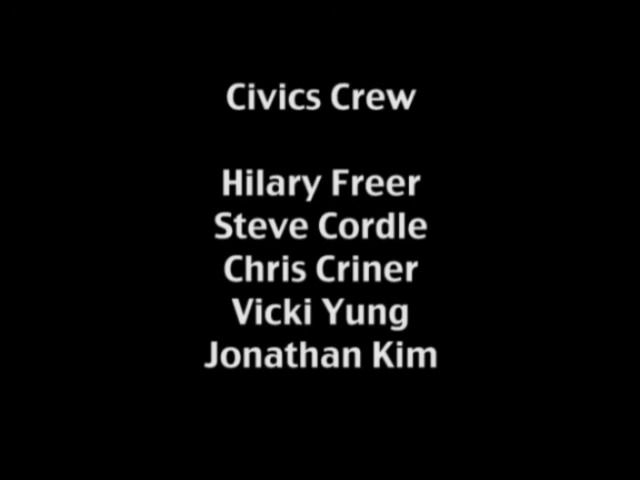 Civics Crew
Hilary Freer
Steve Cordle
Chris Criner
Vicki Yung
Jonathan Kim